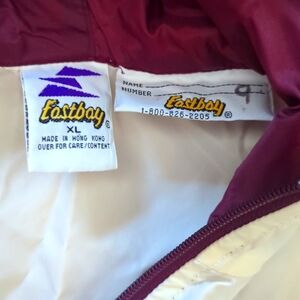 Eastbay
XL
MADE IN HONG KONG
OVER FOR CARE/CONTENT
NAME
NUMBER
9
Eastbay
1-800-826-2205